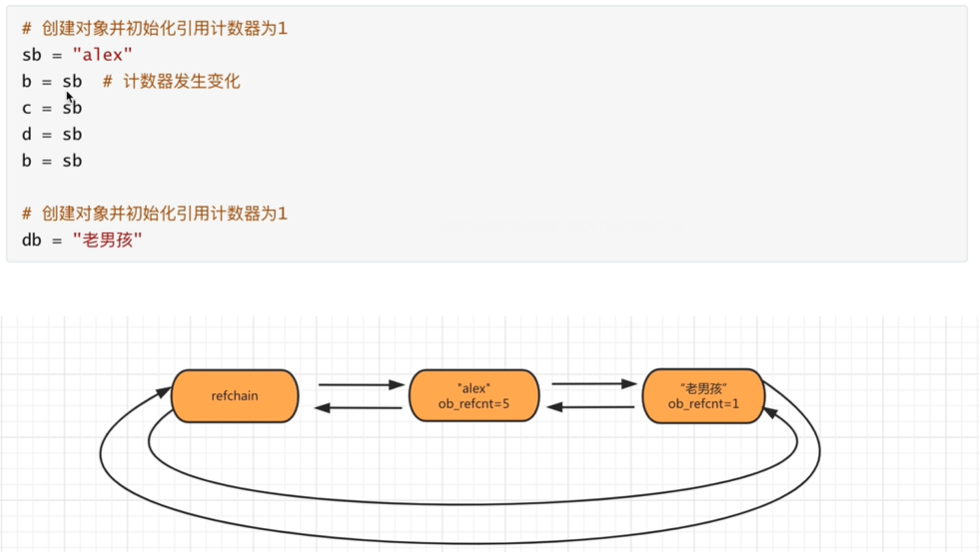 # 创建对象并初始化引用计数器为1
sb = "alex"
b = sb  # 计数器发生变化
c = sb
d = sb
b = sb
# 创建对象并初始化引用计数器为1
db = "老男孩"
refchain
"alex"
ob_refcnt=5
“老男孩”
ob_refcnt=1